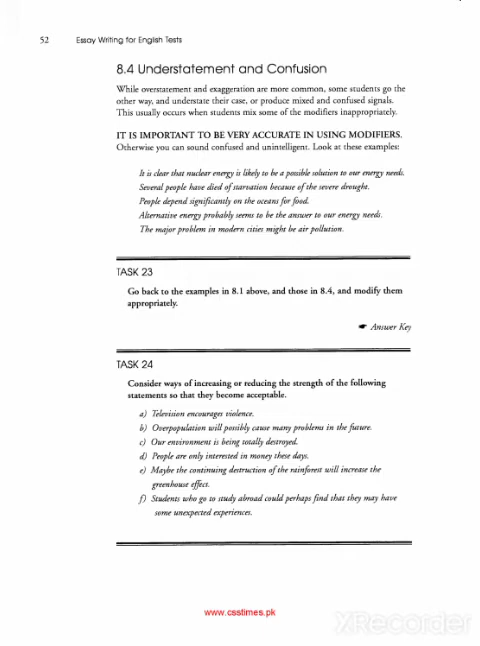 52 Essay Writing for English Tests
8.4 Understatement and Confusion
While overstatement and exaggeration are more common, some students go the
other way, and understate their case, or produce mixed and confused signals.
This usually occurs when students mix some of the modifiers inappropriately.
IT IS IMPORTANT TO BE VERY ACCURATE IN USING MODIFIERS.
Otherwise you can sound confused and unintelligent. Look at these examples:
It is clear that nuclear energy is likely to be a possible solution to our energy needs.
Several people have died of starvation because of the severe drought.
People depend significantly on the oceans for food.
Alternative energy probably seems to be the answer to our energy needs.
The major problem in modern cities might be air pollution.
TASK 23
Go back to the examples in 8.1 above, and those in 8.4, and modify them
appropriately.
☛ Answer Key
TASK 24
Consider ways of increasing or reducing the strength of the following
statements so that they become acceptable.
a) Television encourages violence.
b) Overpopulation will possibly cause many problems in the future.
c) Our environment is being totally destroyed.
d) People are only interested in money these days.
e) Maybe the continuing destruction of the rainforest will increase the
greenhouse effect.
f) Students who go to study abroad could perhaps find that they may have
some unexpected experiences.
www.csstimes.pk
XRecorder